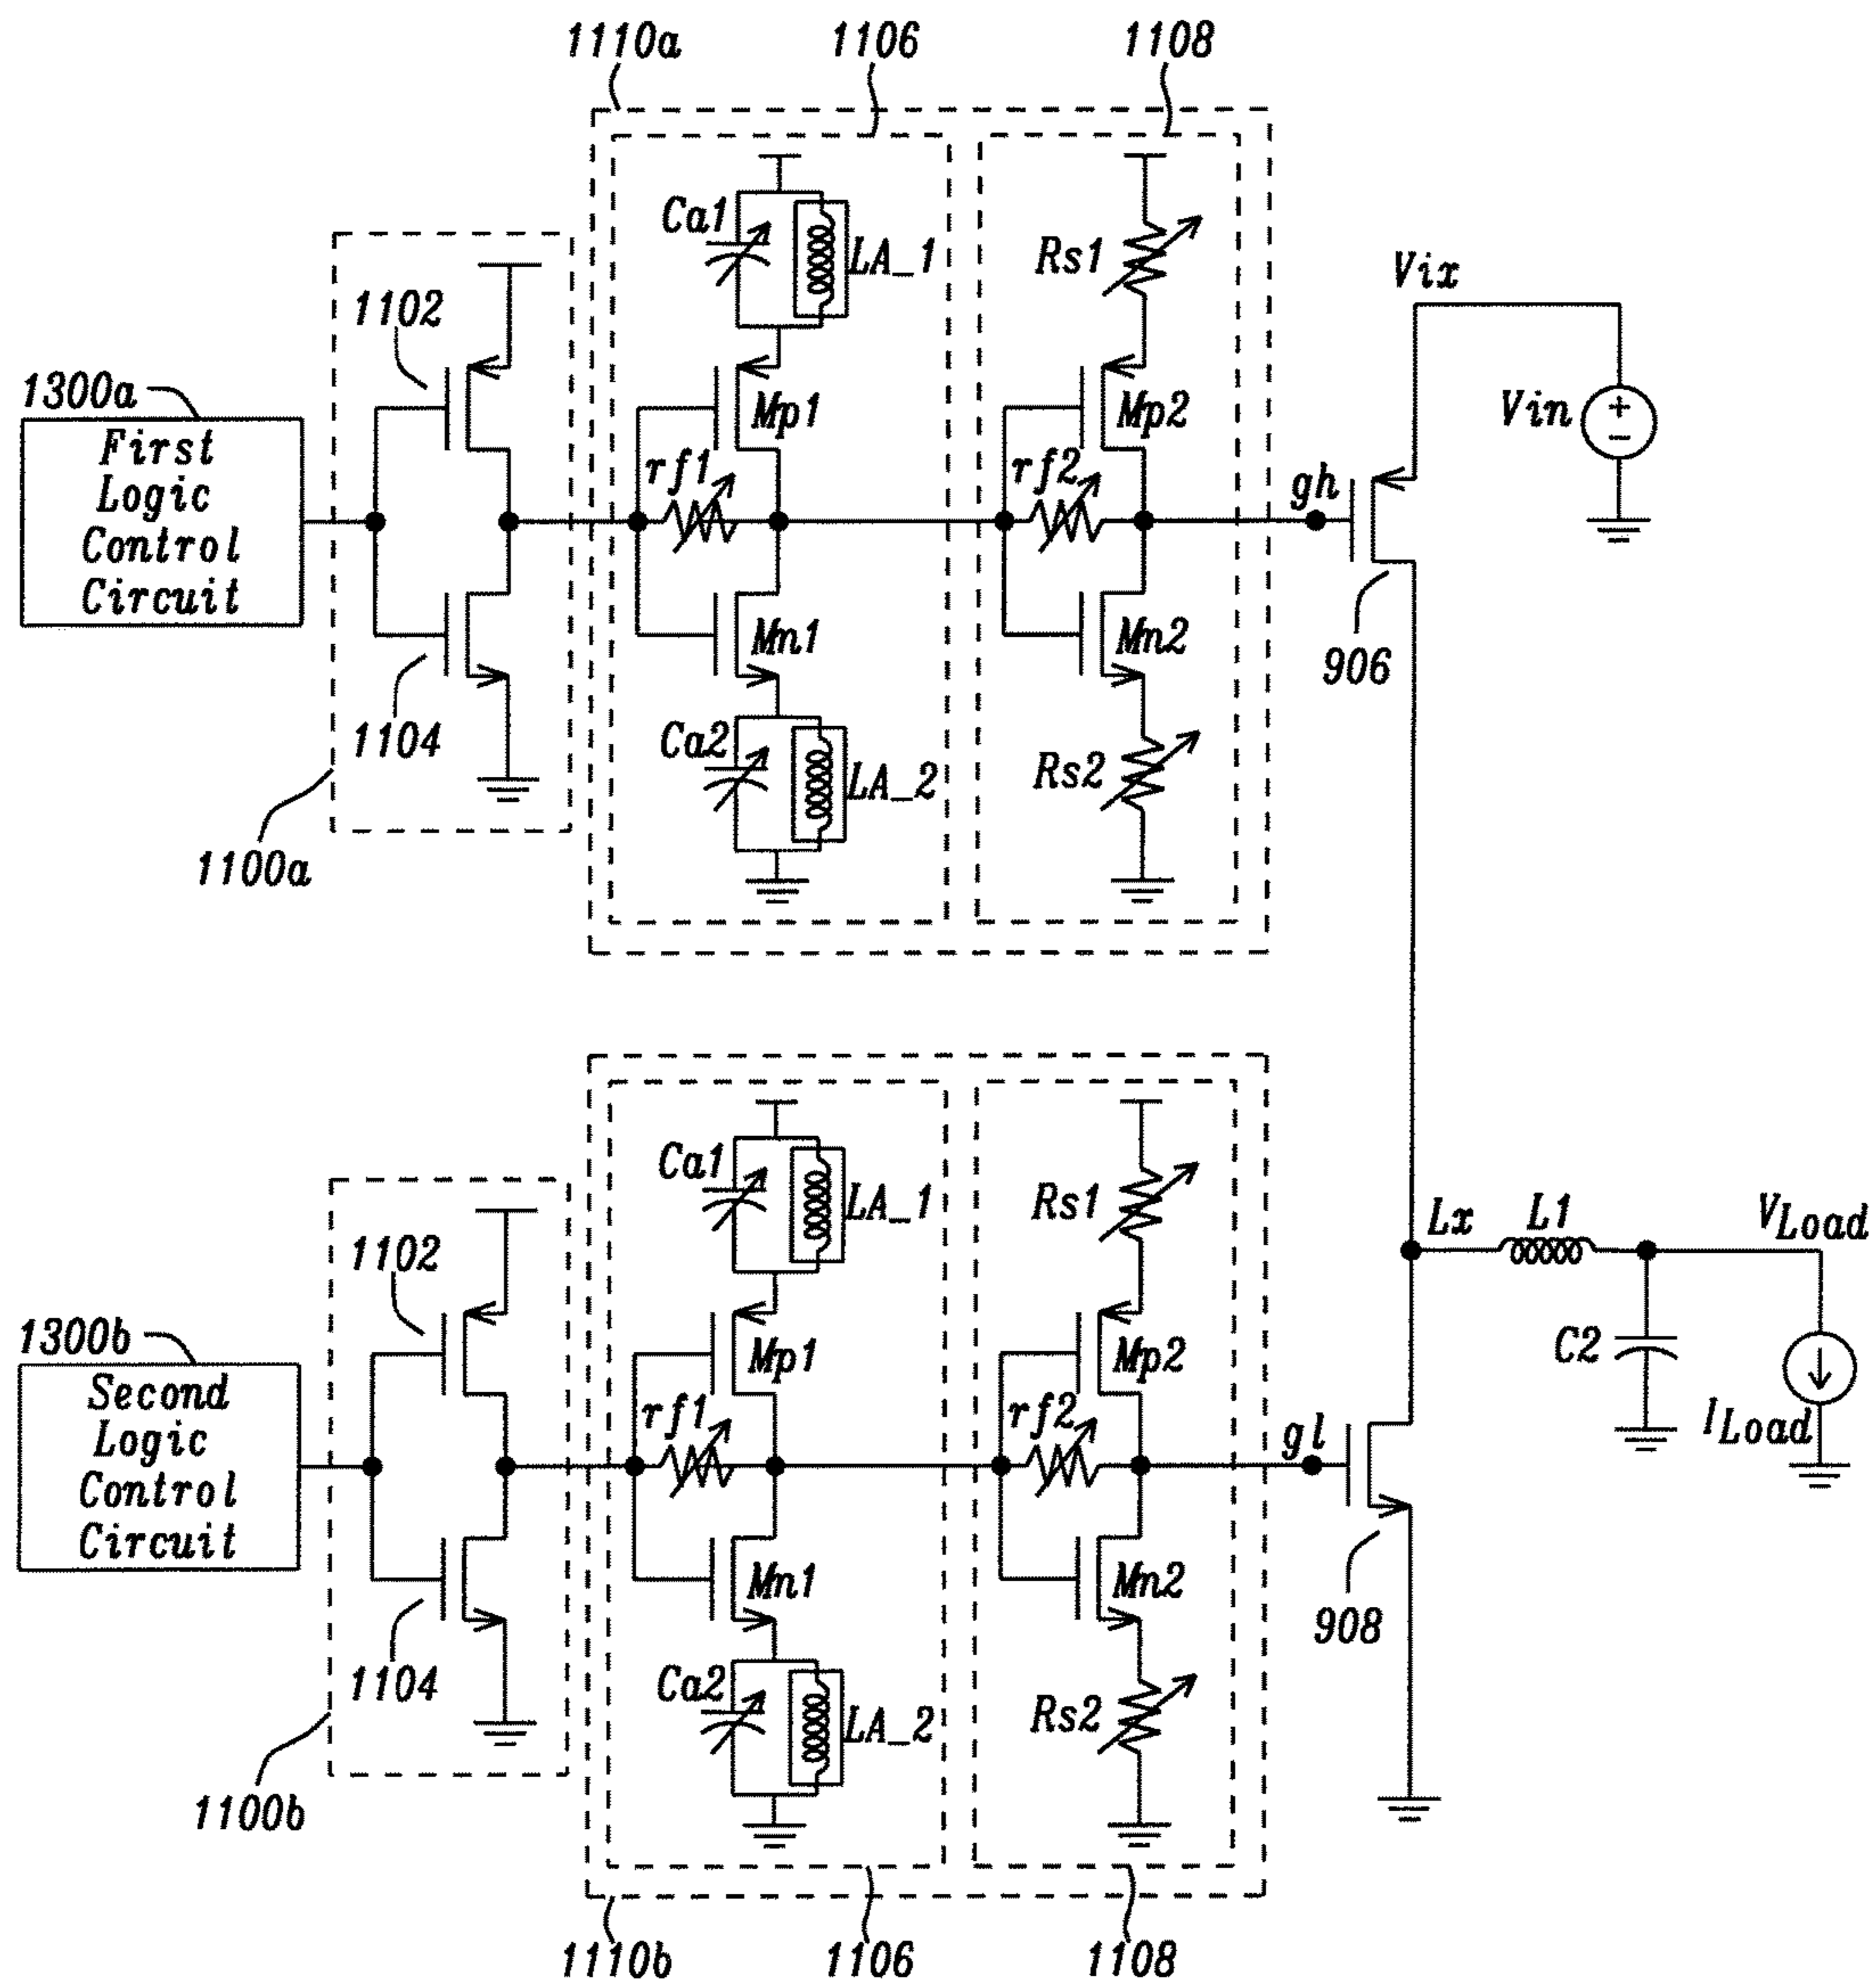 1110a
1106
1108
Ca1
LA_1
Rs1
Vix
1102
1300a
First
Logic
Control
Circuit
Mp1
Mp2
Vin
rf1
rf2
gh
Mn1
Mn2
906
1104
Ca2
LA_2
Rs2
1100a
Ca1
LA_1
Rs1
Lx
L1
VLoad
1102
1300b
Second
Logic
Control
Circuit
Mp1
Mp2
C2
rf1
rf2
gl
ILoad
Mn1
Mn2
908
1104
Ca2
LA_2
Rs2
1100b
1110b
1106
1108